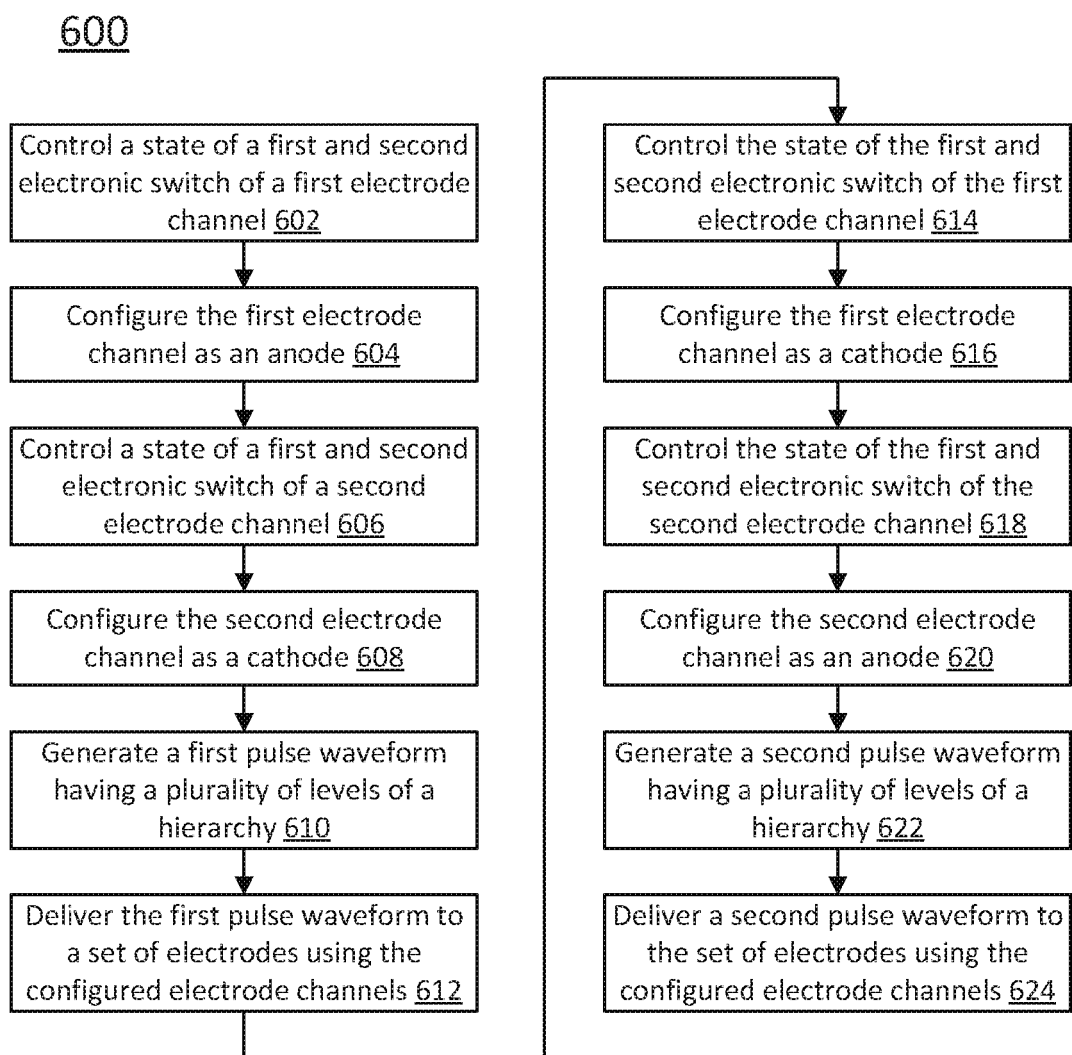 600
Control a state of a first and second
electronic switch of a first electrode
channel 602
Configure the first electrode
channel as an anode 604
Control a state of a first and second
electronic switch of a second
electrode channel 606
Configure the second electrode
channel as a cathode 608
Generate a first pulse waveform
having a plurality of levels of a
hierarchy 610
Deliver the first pulse waveform to
a set of electrodes using the
configured electrode channels 612
Control the state of the first and
second electronic switch of the first
electrode channel 614
Configure the first electrode
channel as a cathode 616
Control the state of the first and
second electronic switch of the
second electrode channel 618
Configure the second electrode
channel as an anode 620
Generate a second pulse waveform
having a plurality of levels of a
hierarchy 622
Deliver a second pulse waveform to
the set of electrodes using the
configured electrode channels 624